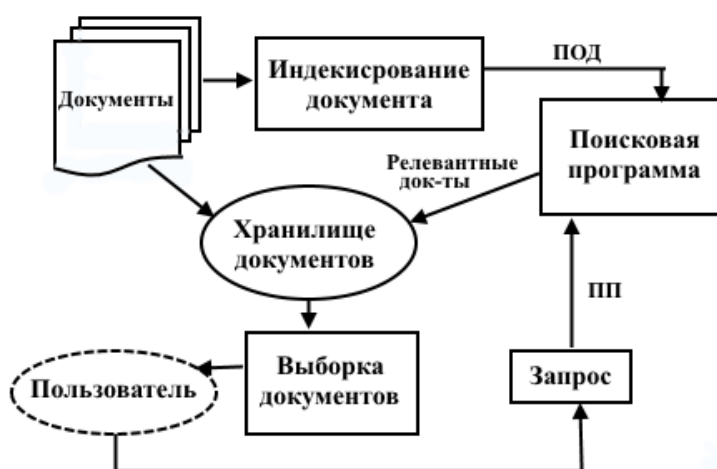 Документы
Индекисрование
документа
ПОД
Поисковая
программа
Релевантные
док-ты
Хранилище
документов
ПП
Выборка
документов
Запрос
Пользователь